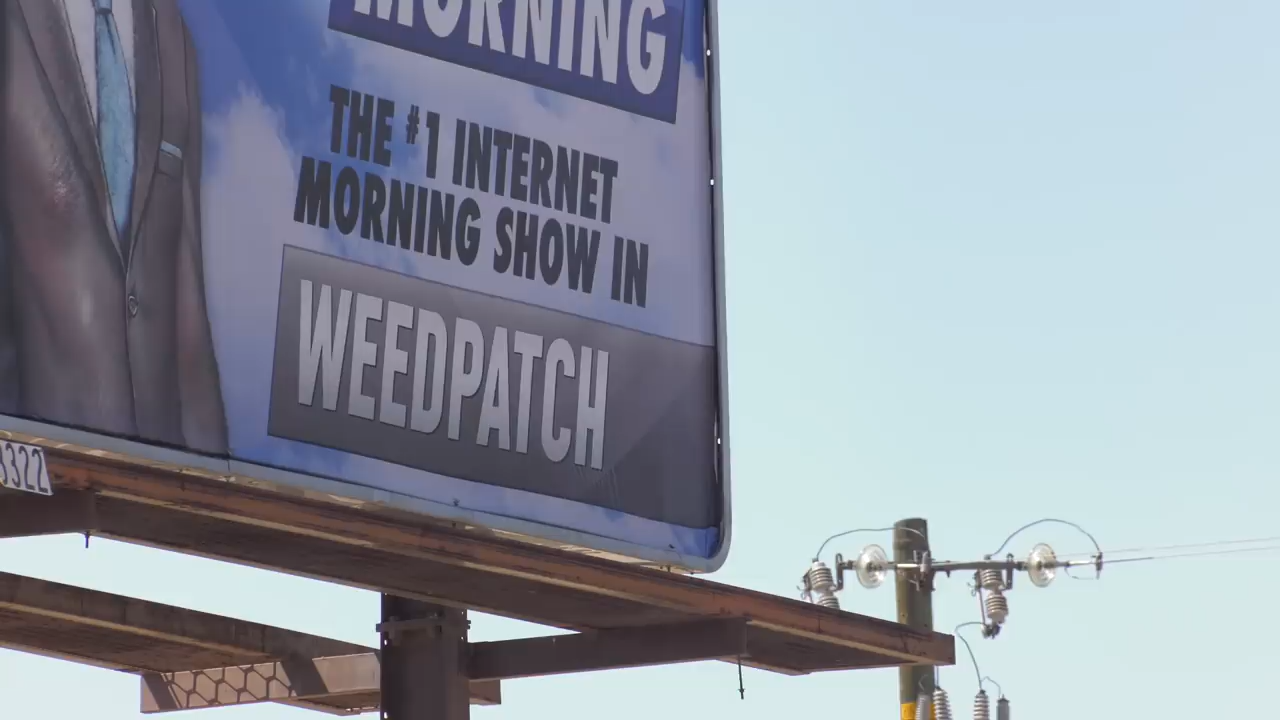 MORNING
THE #1 INTERNET
MORNING SHOW IN
WEEDPATCH
3322